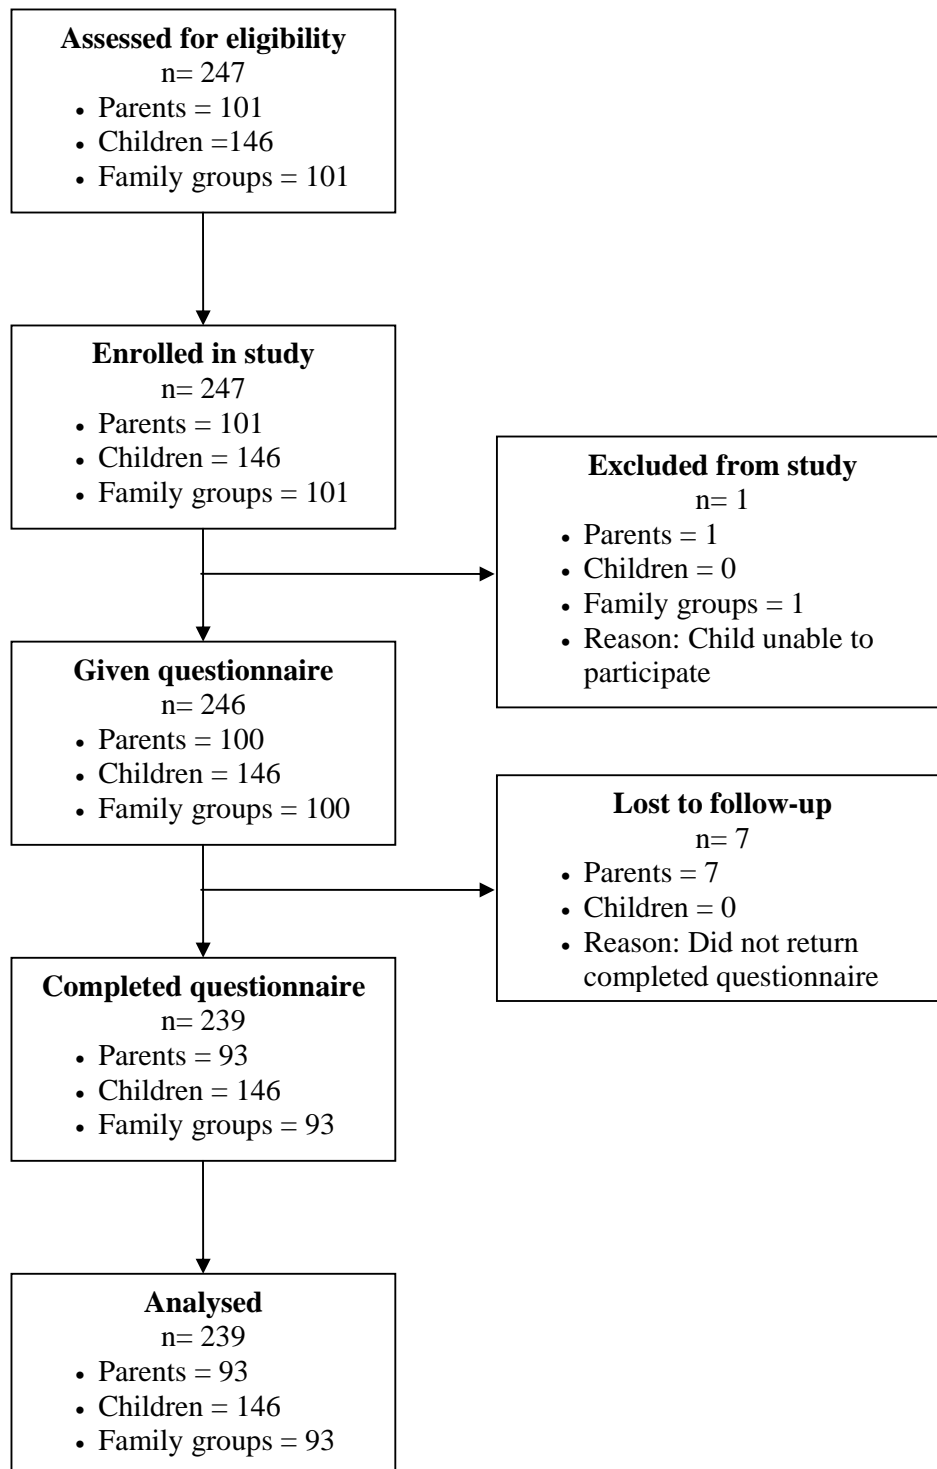 Assessed for eligibility
n= 247
• Parents = 101
• Children =146
• Family groups = 101
Enrolled in study
n= 247
• Parents = 101
• Children = 146
• Family groups = 101
Excluded from study
n= 1
• Parents = 1
• Children = 0
• Family groups = 1
• Reason: Child unable to
participate
Given questionnaire
n= 246
• Parents = 100
• Children = 146
• Family groups = 100
Lost to follow-up
n= 7
• Parents = 7
• Children = 0
• Reason: Did not return
completed questionnaire
Completed questionnaire
n= 239
• Parents = 93
• Children = 146
• Family groups = 93
Analysed
n= 239
• Parents = 93
• Children = 146
• Family groups = 93